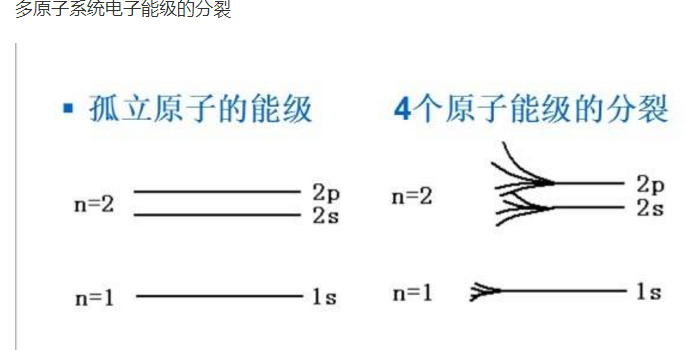 多原子系统电子能级的分裂
▪ 孤立原子的能级
4个原子能级的分裂
n=2
2p
2s
n=1
1s
n=2
2p
2s
n=1
1s